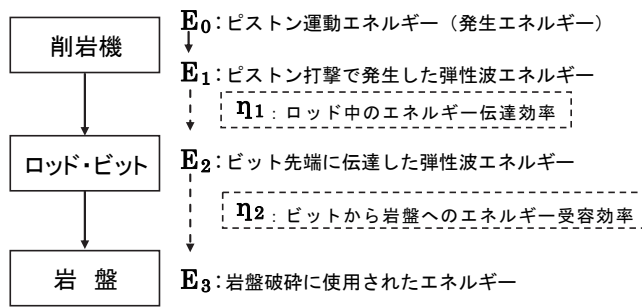 E0:ピストン運動エネルギー（発生エネルギー）
削岩機
E1:ピストン打撃で発生した弾性波エネルギー
η1:ロッド中のエネルギー伝達効率
ロッド・ビット
E2:ビット先端に伝達した弾性波エネルギー
η2:ビットから岩盤へのエネルギー受容効率
岩 盤
E3:岩盤破砕に使用されたエネルギー